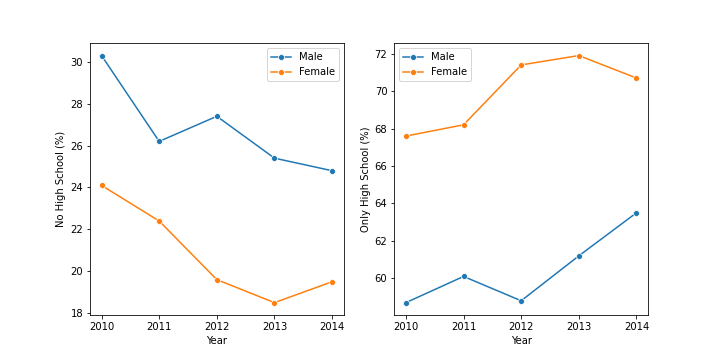 No High School (%)
30
28
26
24
22
20
18
Male
Female
2010 2011 2012 2013 2014
Year
Only High School (%)
72
70
68
66
64
62
60
Male
Female
2010 2011 2012 2013 2014
Year